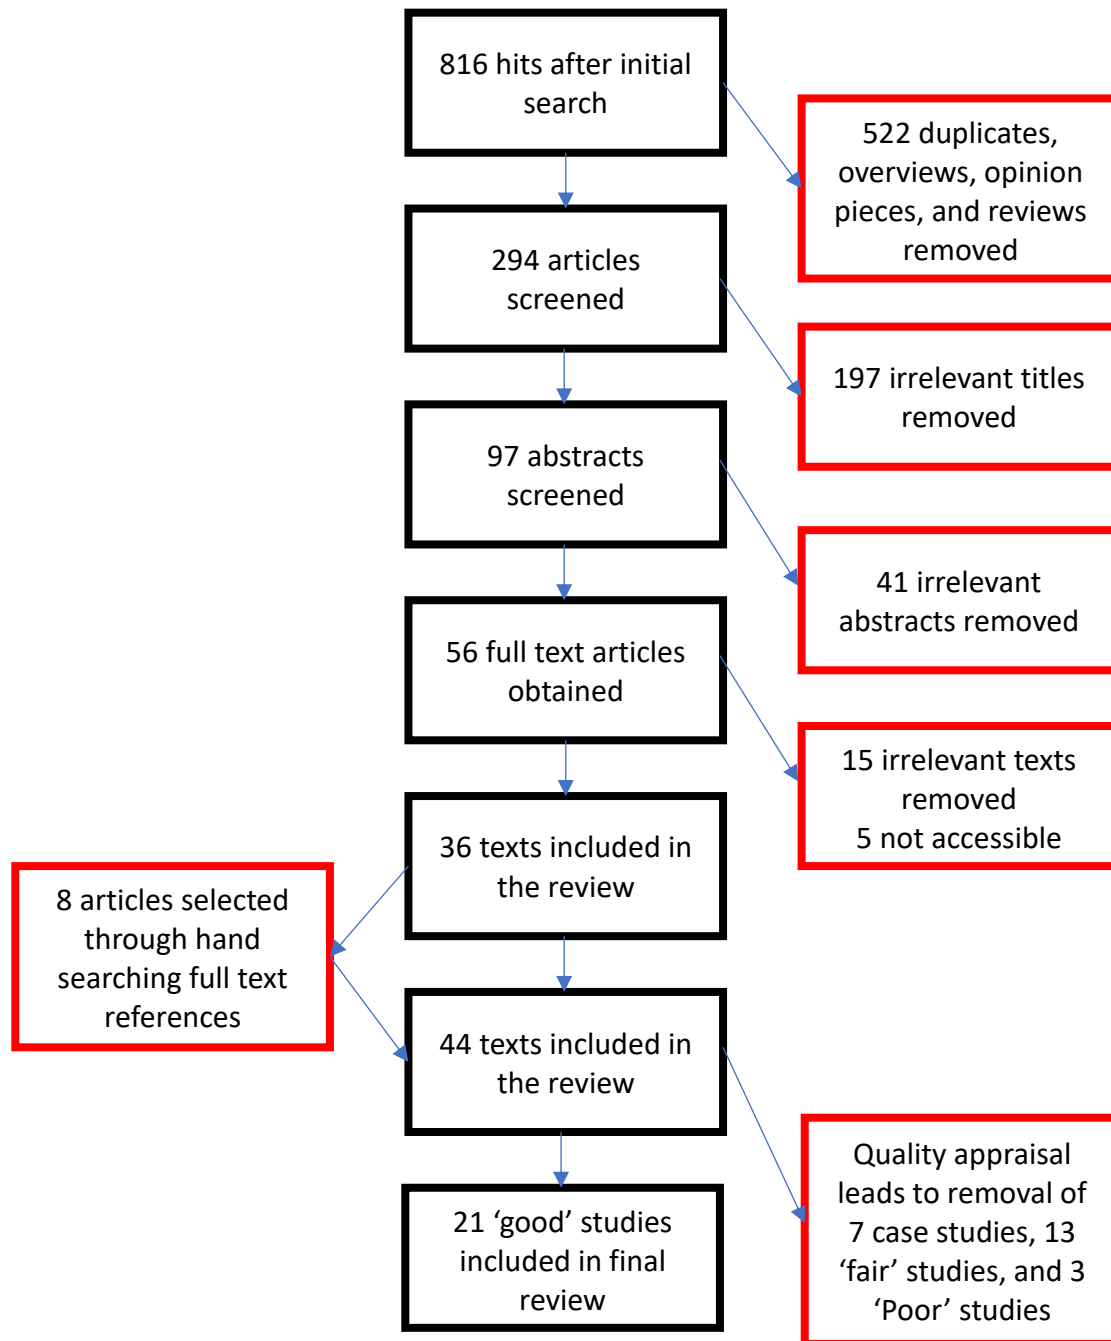 816 hits after initial
search
522 duplicates,
overviews, opinion
pieces, and reviews
removed
294 articles
screened
197 irrelevant titles
removed
97 abstracts
screened
41 irrelevant
abstracts removed
56 full text articles
obtained
15 irrelevant texts
removed
5 not accessible
36 texts included in
the review
8 articles selected
through hand
searching full text
references
44 texts included in
the review
Quality appraisal
leads to removal of
7 case studies, 13
‘fair’ studies, and 3
‘Poor’ studies
21 ‘good’ studies
included in final
review